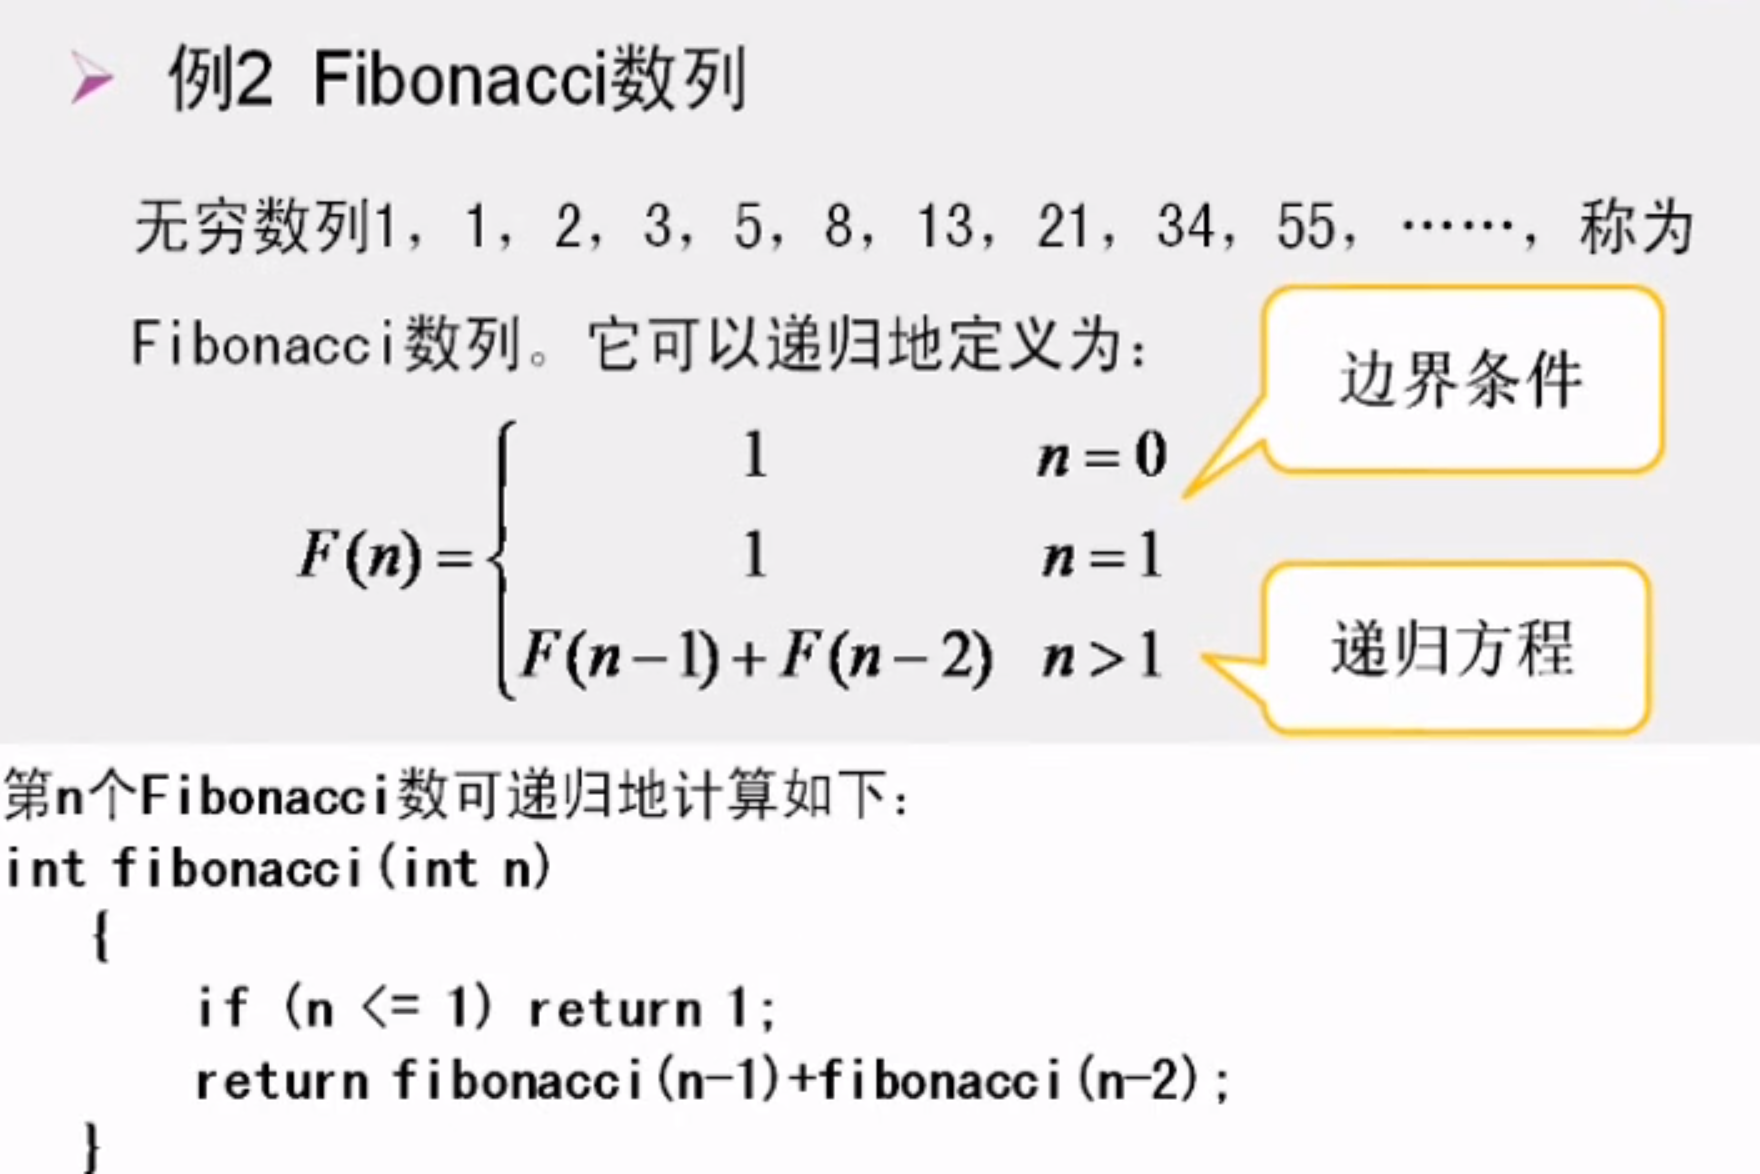 例2 Fibonacci数列
无穷数列1, 1, 2, 3, 5, 8, 13, 21, 34, 55, ……, 称为
Fibonacci数列。它可以递归地定义为:
边界条件
1 n = 0
F(n) = { 1 n = 1
F(n − 1) + F(n − 2) n > 1
递归方程
第n个Fibonacci数可递归地计算如下:
int fibonacci(int n)
{
if (n <= 1) return 1;
return fibonacci(n-1)+fibonacci(n-2);
}